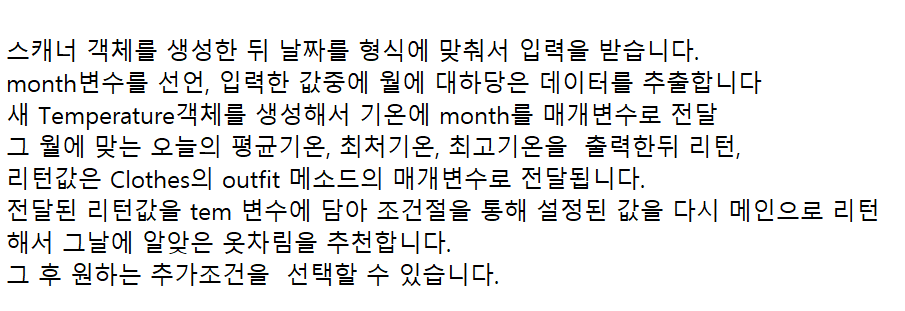 스캐너 객체를 생성한 뒤 날짜를 형식에 맞춰서 입력을 받습니다.
month변수를 선언, 입력한 값중에 월에 대하당은 데이터를 추출합니다
새 Temperature객체를 생성해서 기온에 month를 매개변수로 전달
그 월에 맞는 오늘의 평균기온, 최처기온, 최고기온을  출력한뒤 리턴,
리턴값은 Clothes의 outfit 메소드의 매개변수로 전달됩니다.
전달된 리턴값을 tem 변수에 담아 조건절을 통해 설정된 값을 다시 메인으로 리턴
해서 그날에 알앚은 옷차림을 추천합니다.
그 후 원하는 추가조건을  선택할 수 있습니다.